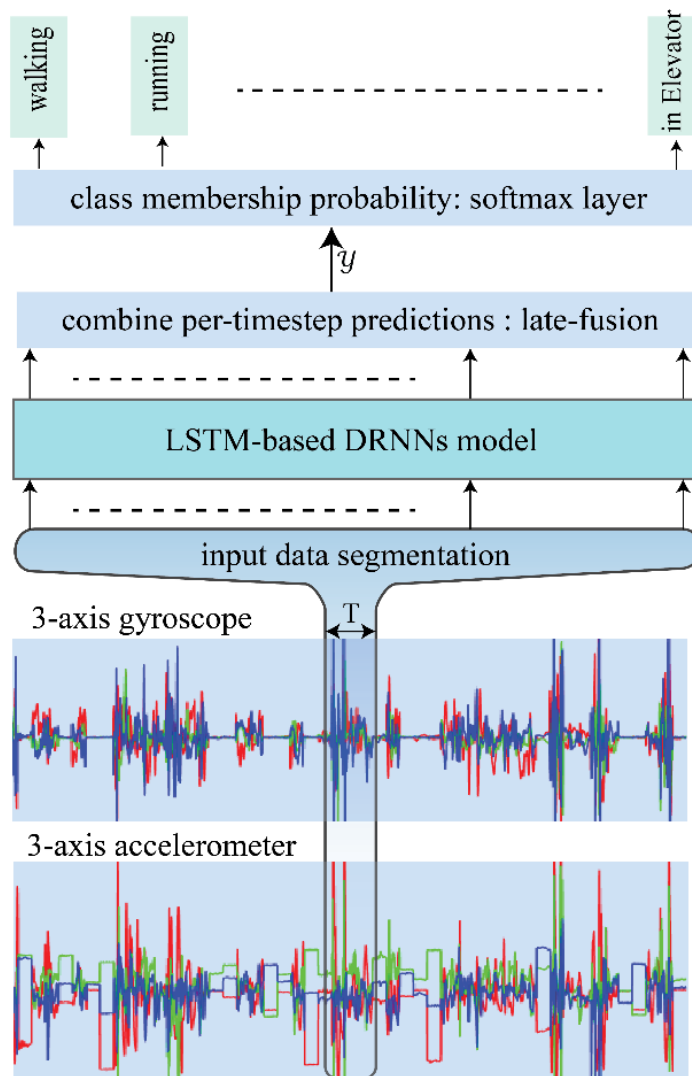 walking
running
in Elevator
class membership probability: softmax layer
y
combine per-timestep predictions : late-fusion
LSTM-based DRNNs model
input data segmentation
T
3-axis gyroscope
3-axis accelerometer